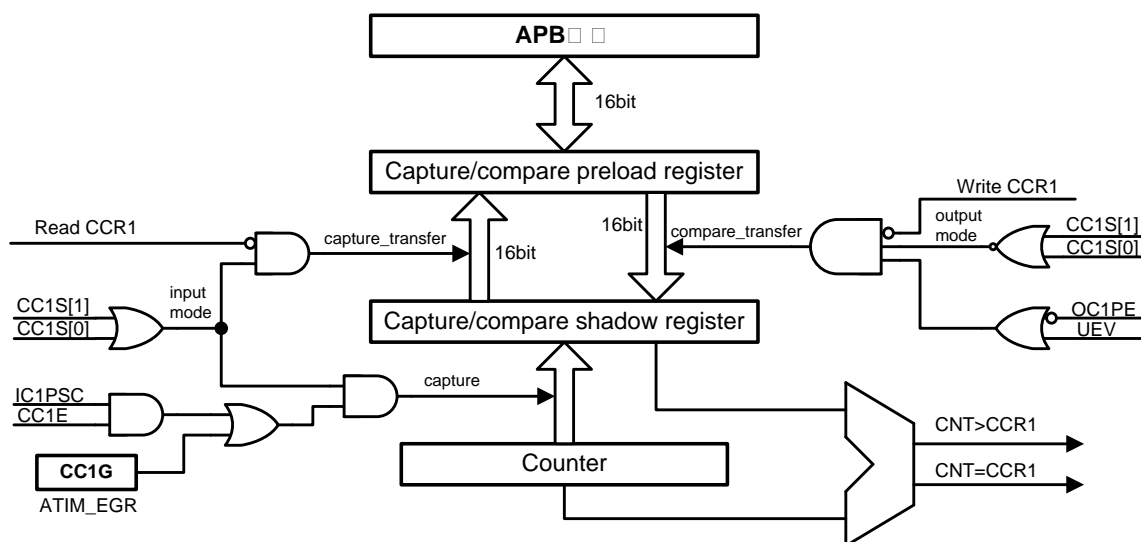 APB
16bit
Capture/compare preload register
Write CCR1
Read CCR1
capture_transfer
16bit
16bit
compare_transfer
output
mode
CC1S[1]
CC1S[0]
CC1S[1]
CC1S[0]
input
mode
Capture/compare shadow register
OC1PE
UEV
IC1PSC
CC1E
capture
CC1G
ATIM_EGR
Counter
CNT>CCR1
CNT=CCR1